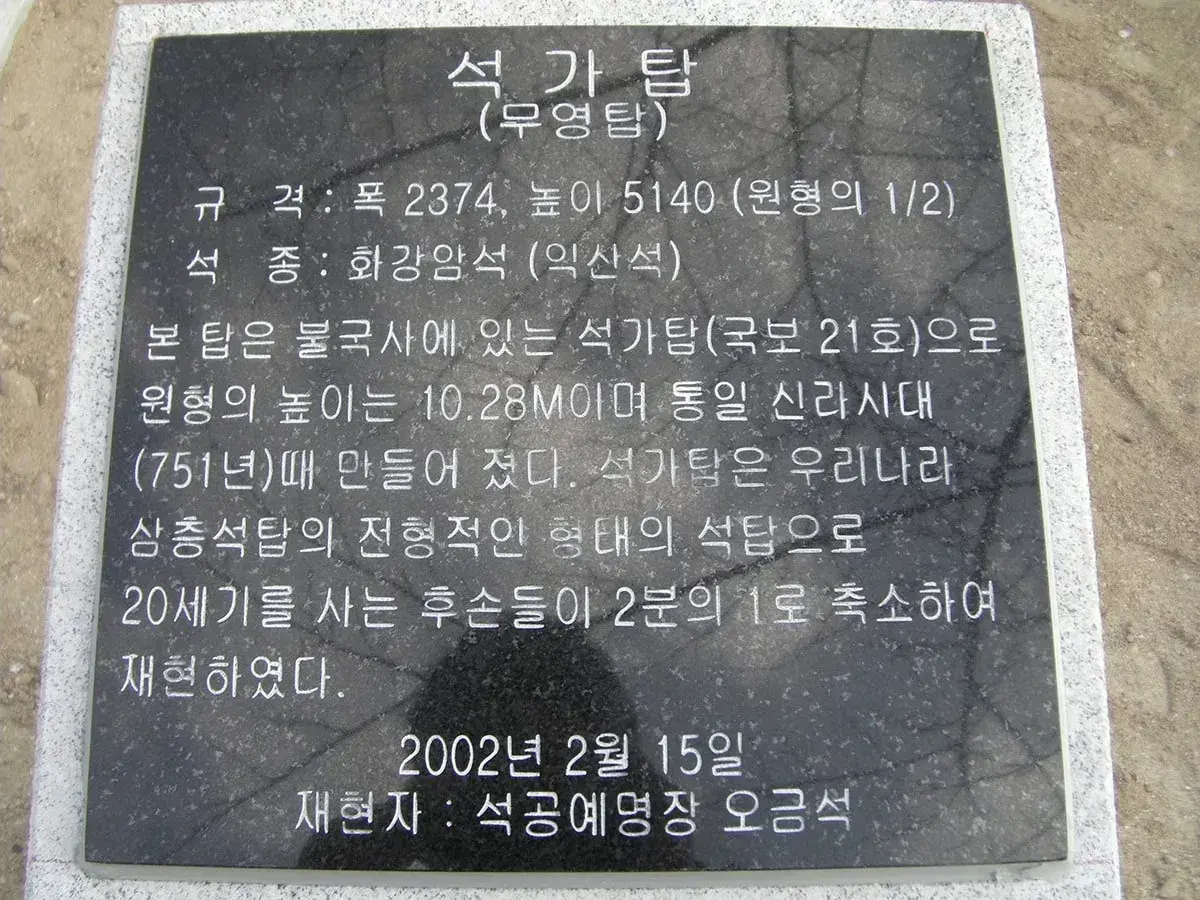 석 가 탑
(무영탑)
규 격 : 폭 2374, 높이 5140 (원형의 1/2)
석 종 : 화강암석 (익산석)
본 탑은 불국사에 있는 석가탑(국보 21호)으로
원형의 높이는 10.28M이며 통일 신라시대
(751년)때 만들어 졌다. 석가탑은 우리나라
삼층석탑의 전형적인 형태의 석탑으로
20세기를 사는 후손들이 2분의 1로 축소하여
재현하였다.
2002년 2월 15일
재현자 : 석공예명장 오금석